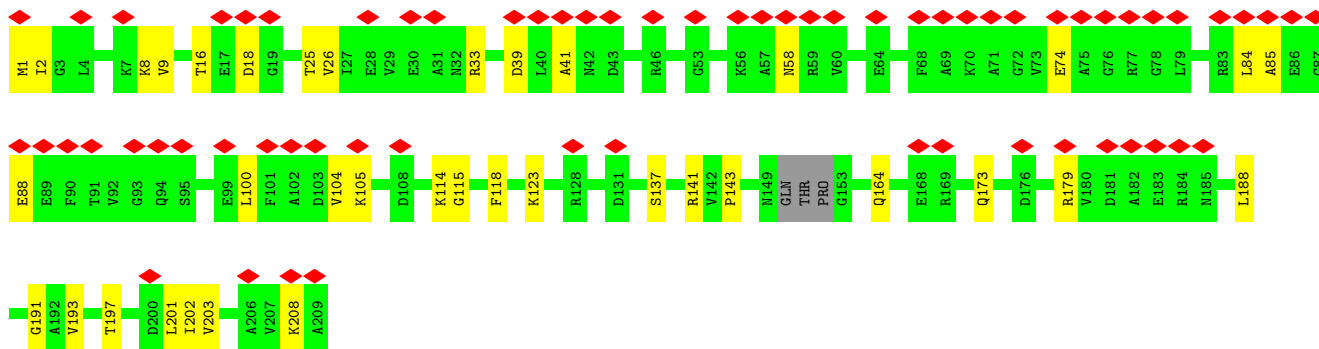 M1 I2 G3 L4 K7 K8 V9 T16 E17 D18 G19 T25 V26 I27 E28 V29 E30 A31 N32 R33 D39 L40 A41 N42 D43 R46 G53 K56 A57 N58 R59 V60 E64 F68 A69 K70 A71 G72 V73 E74 A75 G76 R77 G78 L79 R83 L84 A85 E86 G87
E88 E89 F90 T91 V92 G93 Q94 S95 E99 L100 F101 A102 D103 V104 K105 D108 K114 G115 F118 K123 R128 D131 S137 R141 V142 P143 N149 GLN THR PRO G153 Q164 E168 R169 Q173 D176 R179 V180 D181 A182 E183 R184 N185 L188
G191 A192 V193 T197 D200 L201 I202 V203 A206 V207 K208 A209